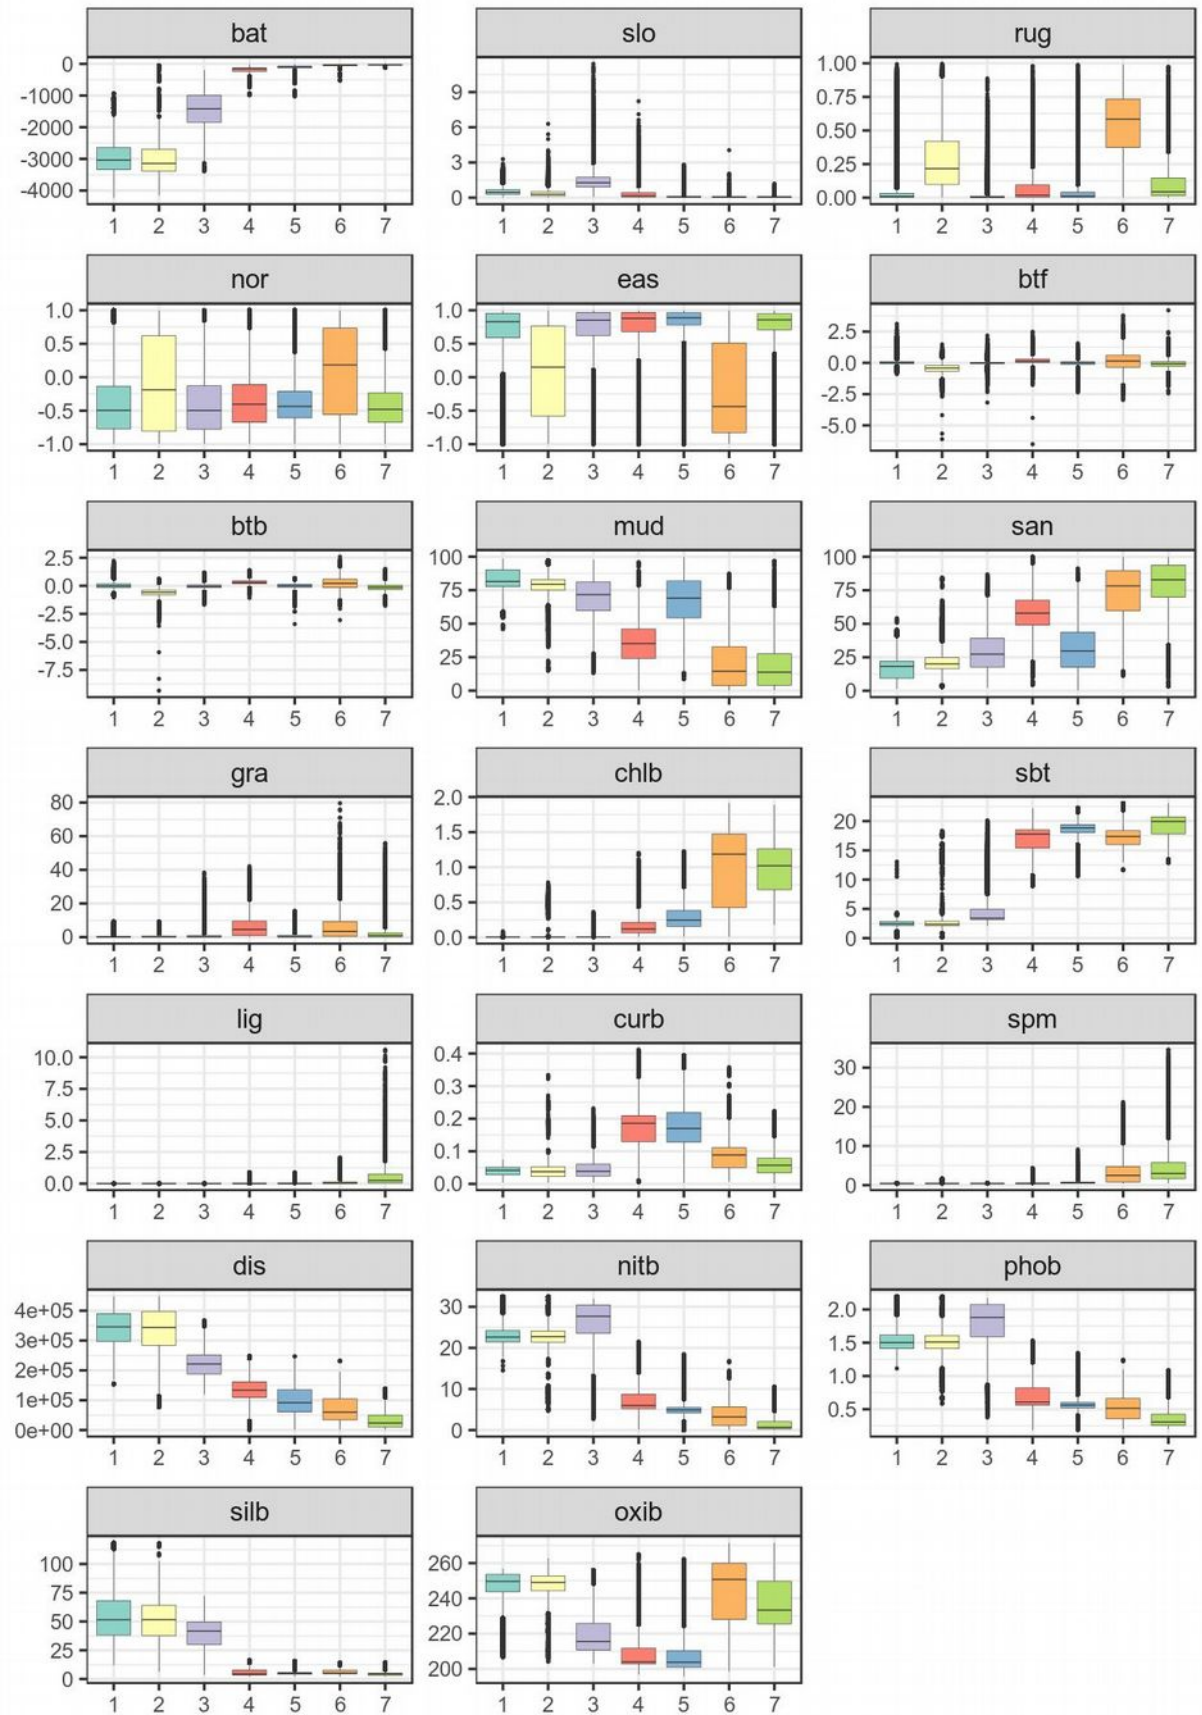 bat slo rug
0 -1000 -2000 -3000 -4000 9 6 3 0 1.00 0.75 0.50 0.25 0.00
1 2 3 4 5 6 7 1 2 3 4 5 6 7 1 2 3 4 5 6 7
nor eas btf
1.0 0.5 0.0 -0.5 -1.0 1.0 0.5 0.0 -0.5 -1.0 2.5 0.0 -2.5 -5.0
1 2 3 4 5 6 7 1 2 3 4 5 6 7 1 2 3 4 5 6 7
btb mud san
2.5 0.0 -2.5 -5.0 -7.5 100 75 50 25 0 100 75 50 25 0
1 2 3 4 5 6 7 1 2 3 4 5 6 7 1 2 3 4 5 6 7
gra chlb sbt
80 60 40 20 0 2.0 1.5 1.0 0.5 0.0 20 15 10 5 0
1 2 3 4 5 6 7 1 2 3 4 5 6 7 1 2 3 4 5 6 7
lig curb spm
10.0 7.5 5.0 2.5 0.0 0.4 0.3 0.2 0.1 0.0 30 20 10 0
1 2 3 4 5 6 7 1 2 3 4 5 6 7 1 2 3 4 5 6 7
dis nitb phob
4e+05 3e+05 2e+05 1e+05 0e+00 30 20 10 0 2.0 1.5 1.0 0.5
1 2 3 4 5 6 7 1 2 3 4 5 6 7 1 2 3 4 5 6 7
silb oxib
100 75 50 25 0 260 240 220 200
1 2 3 4 5 6 7 1 2 3 4 5 6 7